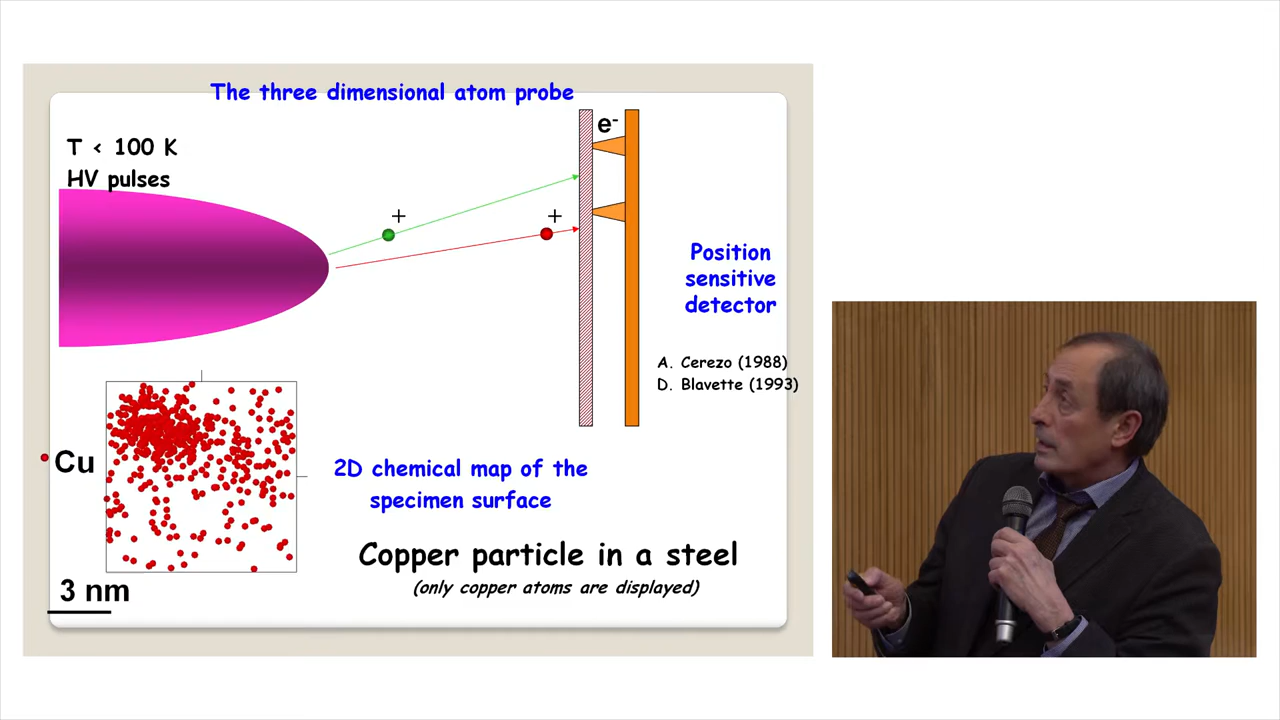 The three dimensional atom probe
T < 100 K
HV pulses
e-
+
+
Position
sensitive
detector
A. Cerezo (1988)
D. Blavette (1993)
Cu
2D chemical map of the
specimen surface
Copper particle in a steel
(only copper atoms are displayed)
3 nm